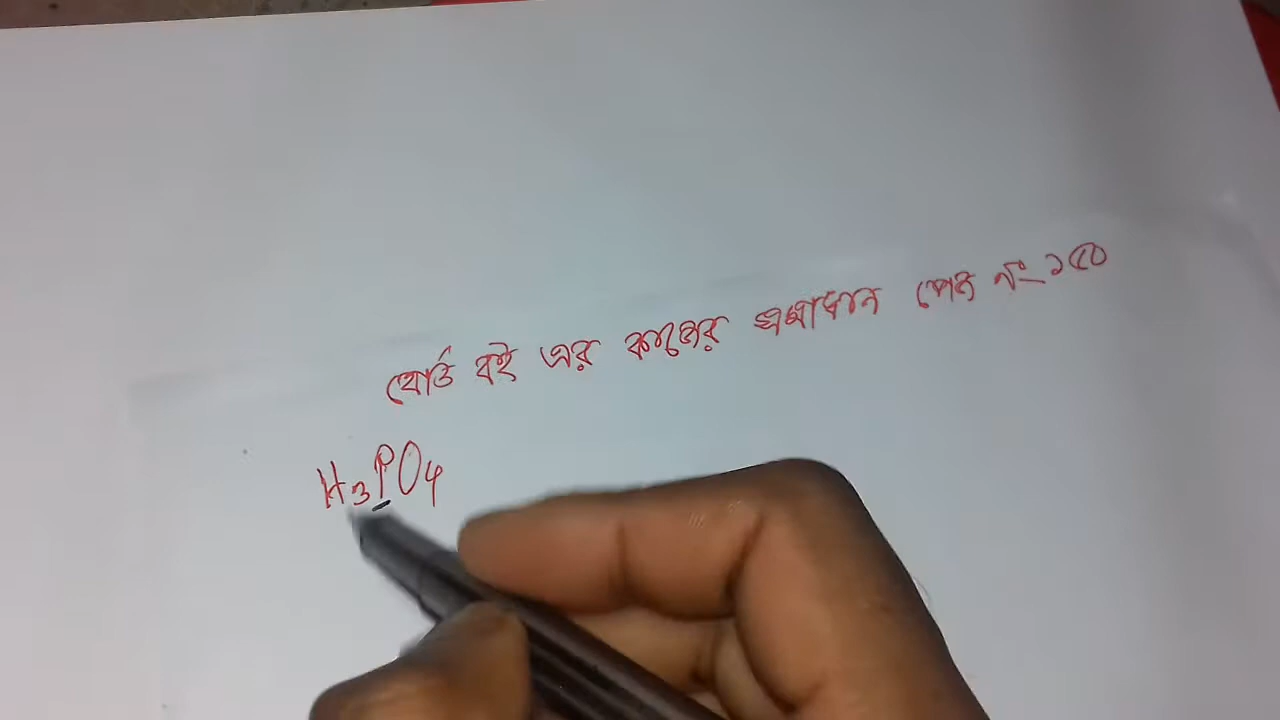 বোর্ড বই এর কাজের সমাধান পেজ নং ১৫০
H₃PO₄